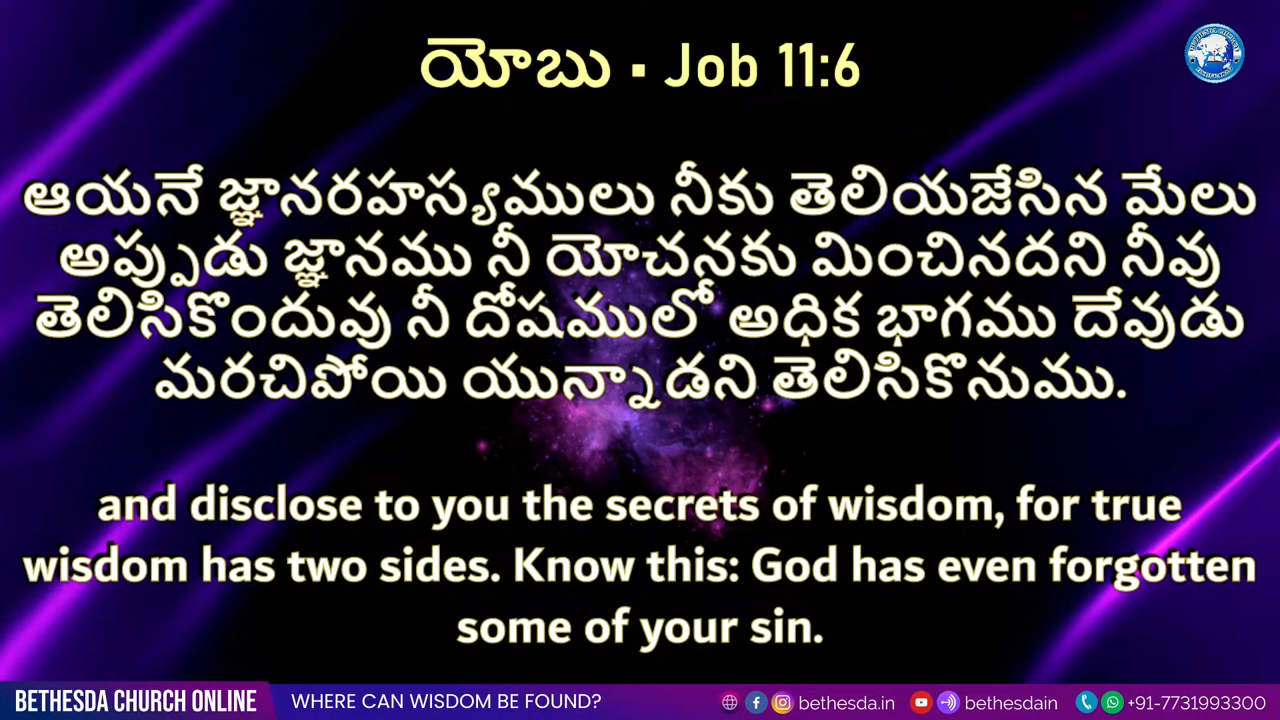 యోబు ▪ Job 11:6
ఆయనే జ్ఞానరహస్యములు నీకు తెలియజేసిన మేలు
అప్పుడు జ్ఞానము నీ యోచనకు మించినదని నీవు
తెలిసికొందువు నీ దోషములో అధిక భాగము దేవుడు
మరచిపోయి యున్నాడని తెలిసికొనుము.
and disclose to you the secrets of wisdom, for true
wisdom has two sides. Know this: God has even forgotten
some of your sin.
BETHESDA CHURCH ONLINE WHERE CAN WISDOM BE FOUND? bethesda.in bethesdain +91-7731993300